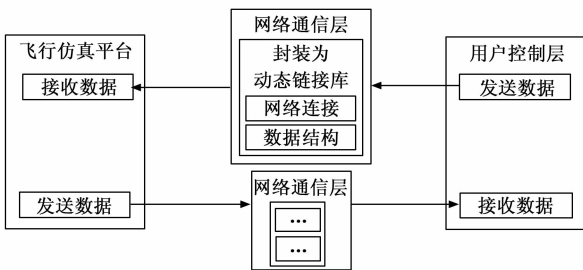 飞行仿真平台
接收数据
发送数据
网络通信层
封装为
动态链接库
网络连接
数据结构
网络通信层
...
...
用户控制层
发送数据
接收数据